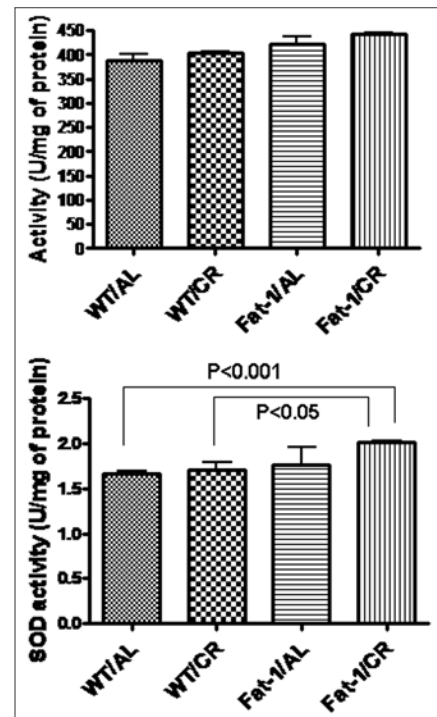 Activity (U/mg of protein)
450
400
350
300
250
200
150
100
50
0
WT/AL
WT/CR
Fat-1/AL
Fat-1/CR
SOD activity (U/mg of protein)
P<0.001
P<0.05
2.5
2.0
1.5
1.0
0.5
0.0
WT/AL
WT/CR
Fat-1/AL
Fat-1/CR